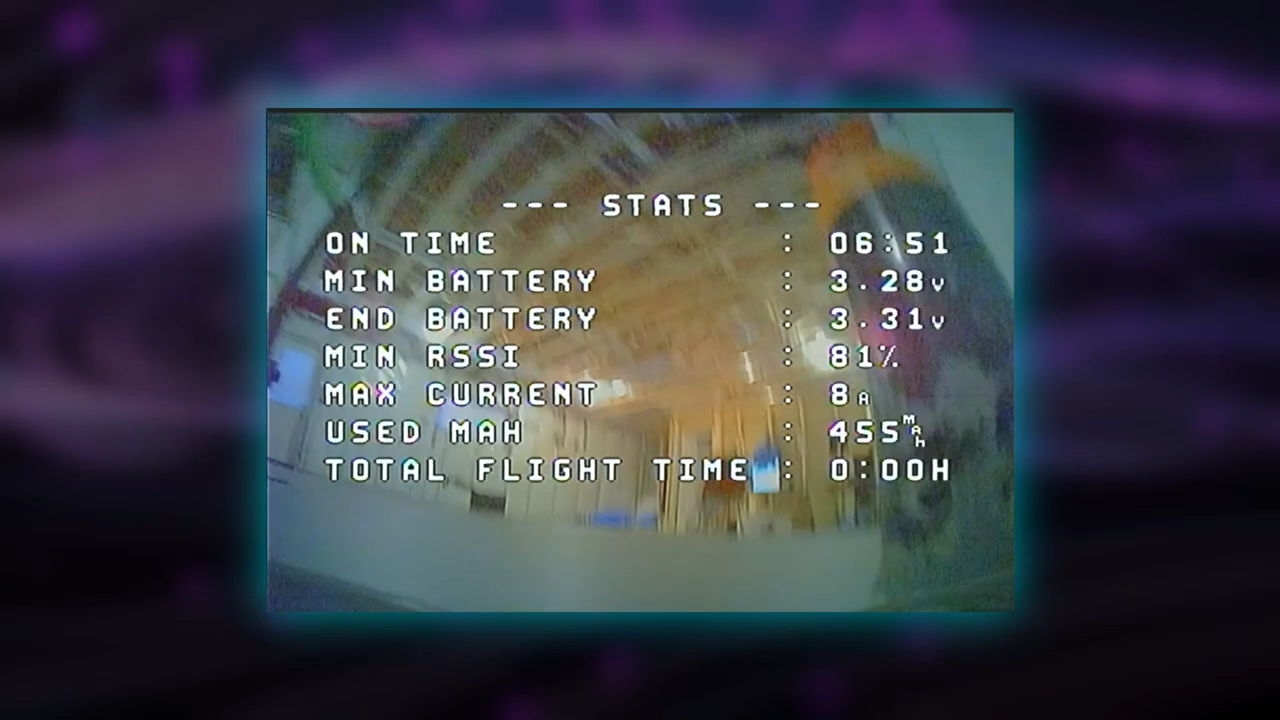 --- STATS ---
ON TIME : 06:51
MIN BATTERY : 3.28V
END BATTERY : 3.31V
MIN RSSI : 81%
MAX CURRENT : 8A
USED MAH : 455mAh
TOTAL FLIGHT TIME : 0:00H